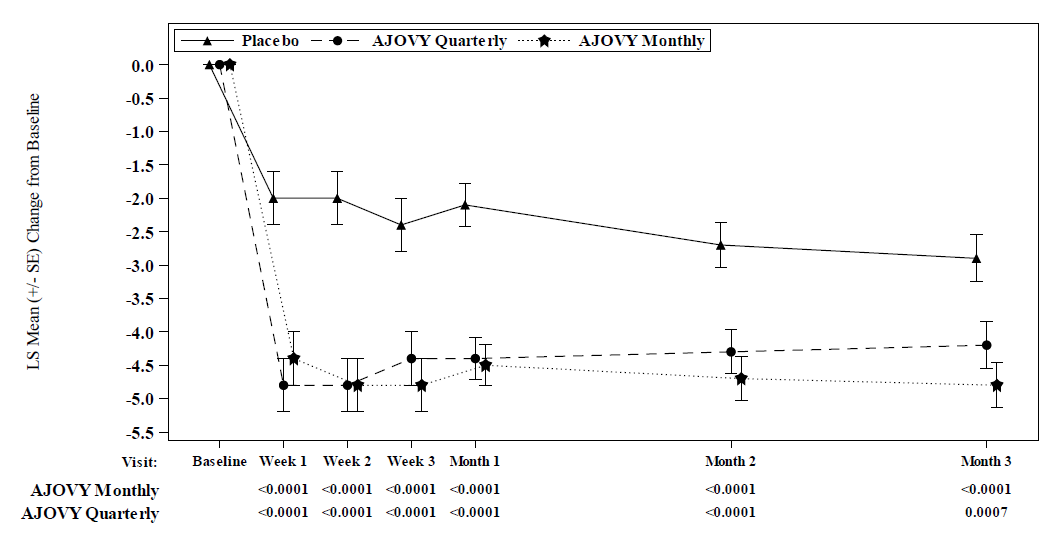 Placebo AJOVY Quarterly AJOVY Monthly
LS Mean (+/- SE) Change from Baseline
0.0
-0.5
-1.0
-1.5
-2.0
-2.5
-3.0
-3.5
-4.0
-4.5
-5.0
-5.5
Visit: Baseline Week 1 Week 2 Week 3 Month 1 Month 2 Month 3
AJOVY Monthly <0.0001 <0.0001 <0.0001 <0.0001 <0.0001 <0.0001
AJOVY Quarterly <0.0001 <0.0001 <0.0001 <0.0001 <0.0001 0.0007